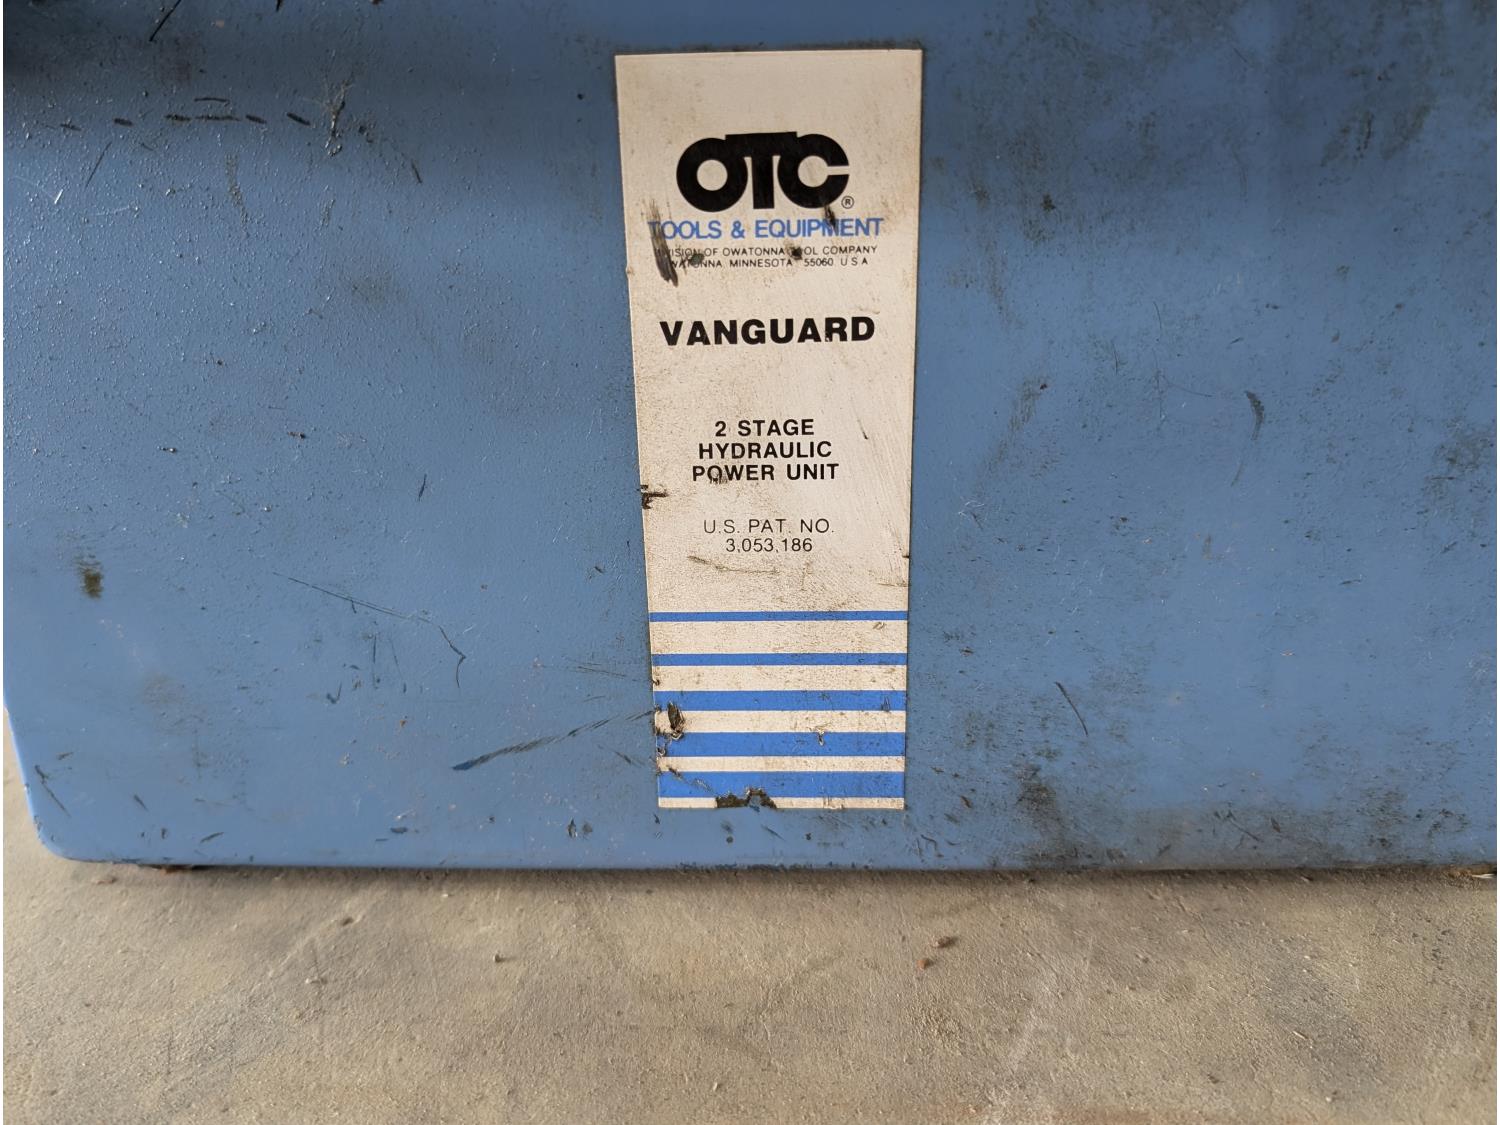 OTC®
TOOLS & EQUIPMENT
DIVISION OF OWATONNA TOOL COMPANY
OWATONNA, MINNESOTA 55060 U S A
VANGUARD
2 STAGE
HYDRAULIC
POWER UNIT
U.S. PAT. NO.
3,053,186